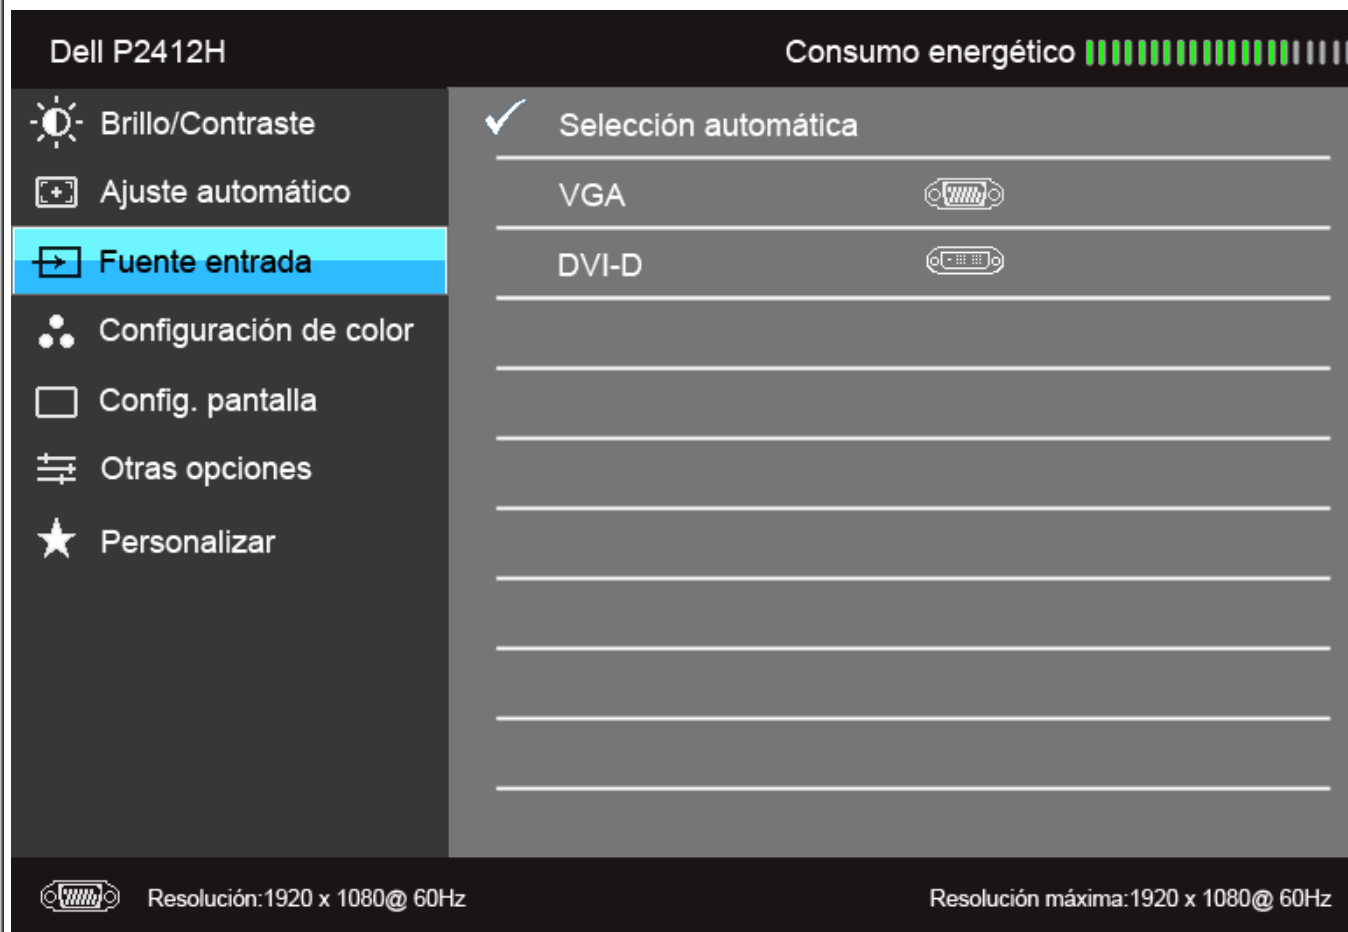 Dell P2412H
Consumo energético
Brillo/Contraste
Ajuste automático
Fuente entrada
Configuración de color
Config. pantalla
Otras opciones
Personalizar
Selección automática
VGA
DVI-D
Resolución:1920 x 1080@ 60Hz
Resolución máxima:1920 x 1080@ 60Hz